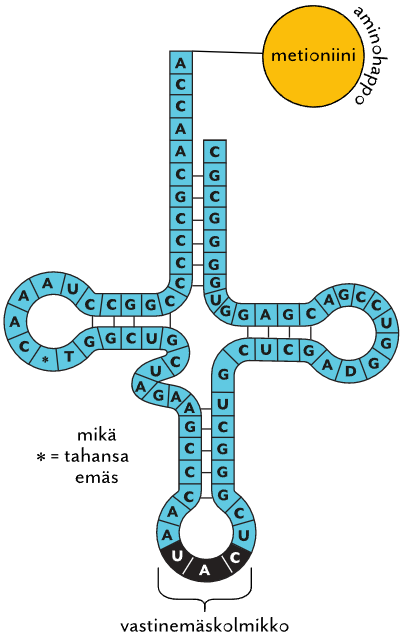 aminohappo
metioniini
A
C
C
A
A
C
G
C
C
C
C
C
G
C
G
G
G
G
U
G
G A G C A G C C U G G
A A U C C G G C
A
C
* T G G C U G
C U C G A D
C
U
A
G A A
G
C
C
C
A
A
G
U
C
G
G
G
C
U
U A C
mikä
* = tahansa
emäs
vastinemäskolmikko